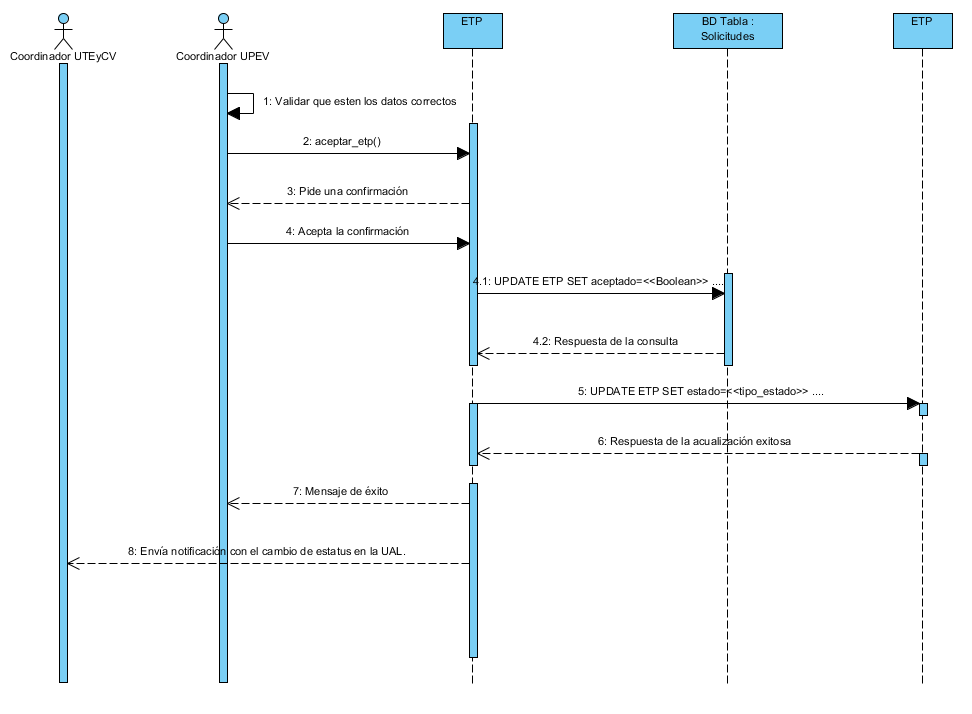 ETP
BD Tabla :
Solicitudes
ETP
Coordinador UTEyCV
Coordinador UPEV
1: Validar que esten los datos correctos
2: aceptar_etp()
3: Pide una confirmación
4: Acepta la confirmación
4.1: UPDATE ETP SET aceptado=<<Boolean>> ....
4.2: Respuesta de la consulta
5: UPDATE ETP SET estado=<<tipo_estado>> ....
6: Respuesta de la acualización exitosa
7: Mensaje de éxito
8: Envía notificación con el cambio de estatus en la UAL.